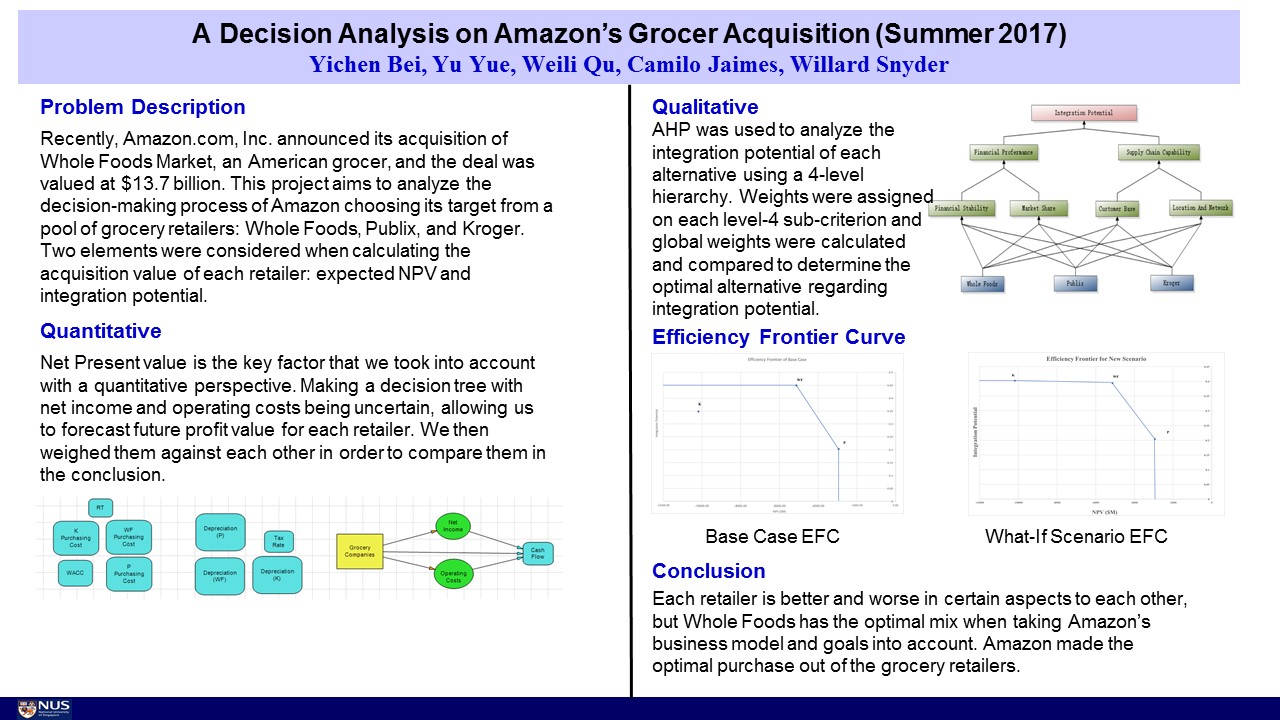 A Decision Analysis on Amazon’s Grocer Acquisition (Summer 2017)
Yichen Bei, Yu Yue, Weili Qu, Camilo Jaimes, Willard Snyder
Problem Description
Recently, Amazon.com, Inc. announced its acquisition of
Whole Foods Market, an American grocer, and the deal was
valued at $13.7 billion. This project aims to analyze the
decision-making process of Amazon choosing its target from a
pool of grocery retailers: Whole Foods, Publix, and Kroger.
Two elements were considered when calculating the
acquisition value of each retailer: expected NPV and
integration potential.
Quantitative
Net Present value is the key factor that we took into account
with a quantitative perspective. Making a decision tree with
net income and operating costs being uncertain, allowing us
to forecast future profit value for each retailer. We then
weighed them against each other in order to compare them in
the conclusion.
RT
K
Purchasing
Cost
WF
Purchasing
Cost
WACC
P
Purchasing
Cost
Depreciation
(P)
Tax
Rate
Depreciation
(WF)
Depreciation
(K)
Grocery
Companies
Net
Income
Operating
Costs
Cash
Flow
Qualitative
AHP was used to analyze the
integration potential of each
alternative using a 4-level
hierarchy. Weights were assigned
on each level-4 sub-criterion and
global weights were calculated
and compared to determine the
optimal alternative regarding
integration potential.
Integration Potential
Financial Proformance
Supply Chain Capability
Financial Stability
Market Share
Customer Base
Location And Network
Whole Foods
Publix
Kroger
Efficiency Frontier Curve
Efficiency Frontier of Base Case
WF
K
P
Integration Potential
NPV ($M)
Base Case EFC
Efficiency Frontier for New Scenario
K
WF
P
Integration Potential
NPV ($M)
What-If Scenario EFC
Conclusion
Each retailer is better and worse in certain aspects to each other,
but Whole Foods has the optimal mix when taking Amazon’s
business model and goals into account. Amazon made the
optimal purchase out of the grocery retailers.
NUS
National University
of Singapore